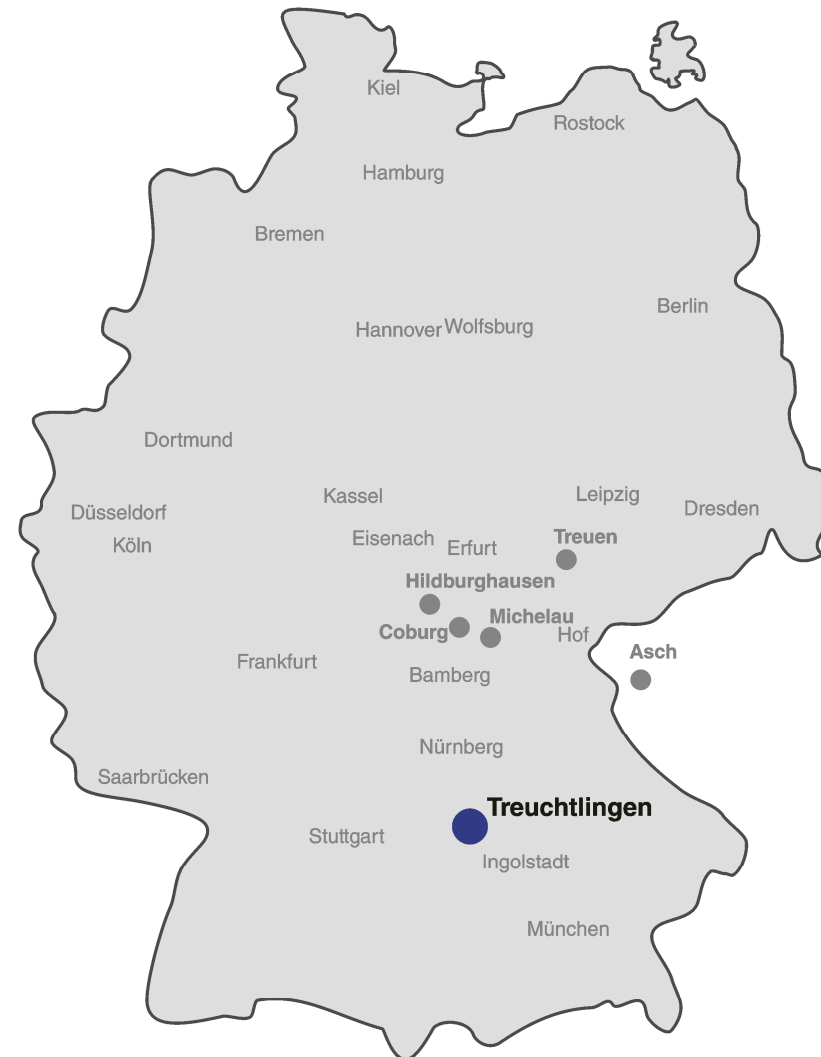 Kiel
Rostock
Hamburg
Bremen
Berlin
Hannover Wolfsburg
Dortmund
Kassel
Leipzig
Düsseldorf
Dresden
Köln
Eisenach
Erfurt
Treuen
Hildburghausen
Michelau
Coburg
Hof
Asch
Frankfurt
Bamberg
Nürnberg
Saarbrücken
Treuchtlingen
Stuttgart
Ingolstadt
München